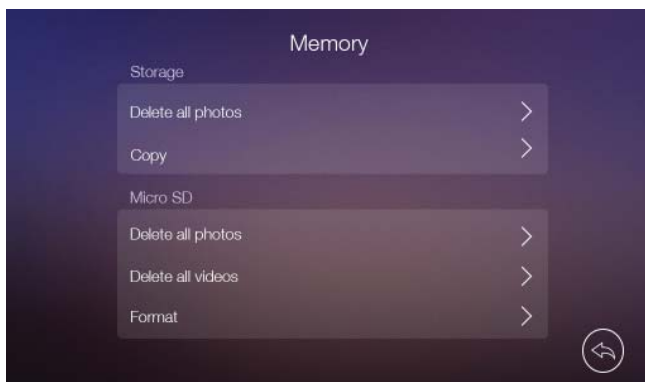 Memory
Storage
Delete all photos
Copy
Micro SD
Delete all photos
Delete all videos
Format